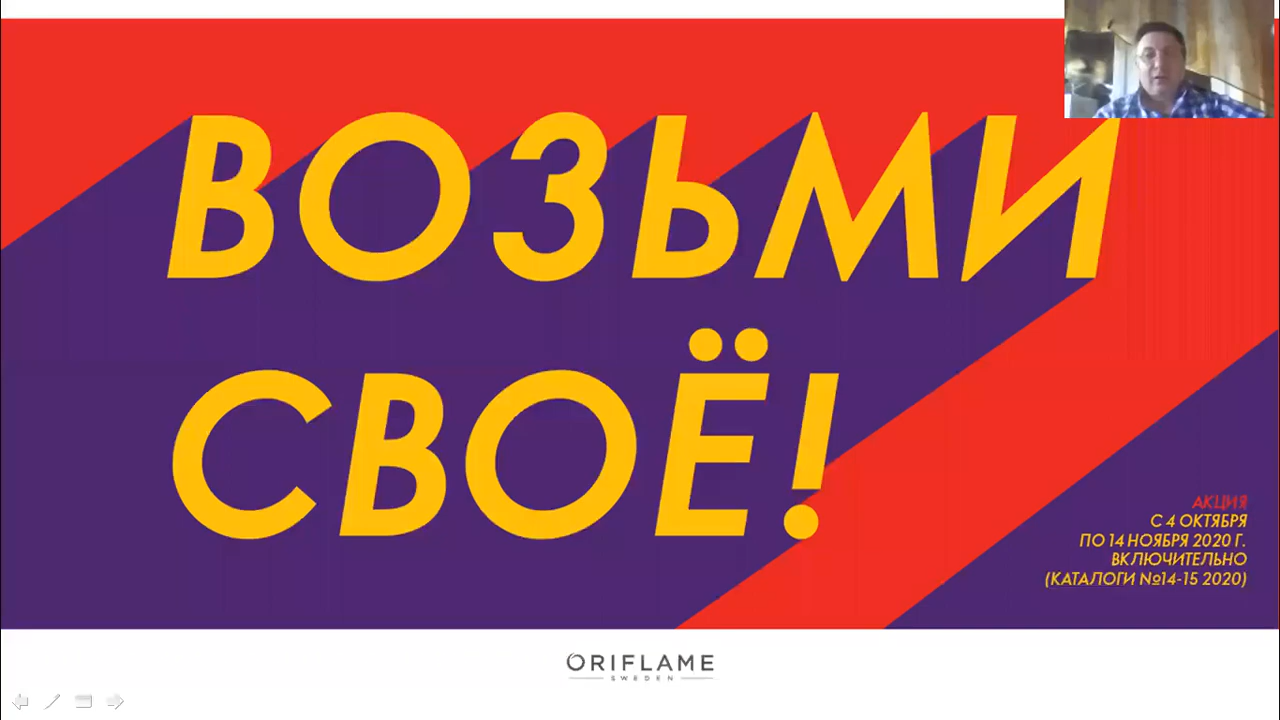 ВОЗЬМИ
СВОЁ!
АКЦИЯ
С 4 ОКТЯБРЯ
ПО 14 НОЯБРЯ 2020 Г.
ВКЛЮЧИТЕЛЬНО
(КАТАЛОГИ №14-15 2020)
ORIFLAME
SWEDEN